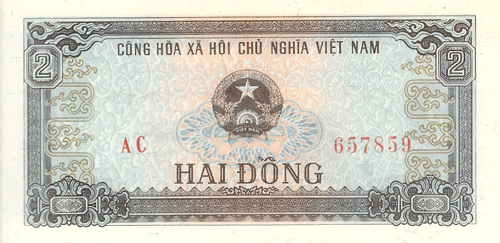 CÔNG HÒA XÃ HỘI CHỦ NGHĨA VIỆT NAM
2 2
VIỆT NAM
AC 657859
HAI ĐỒNG